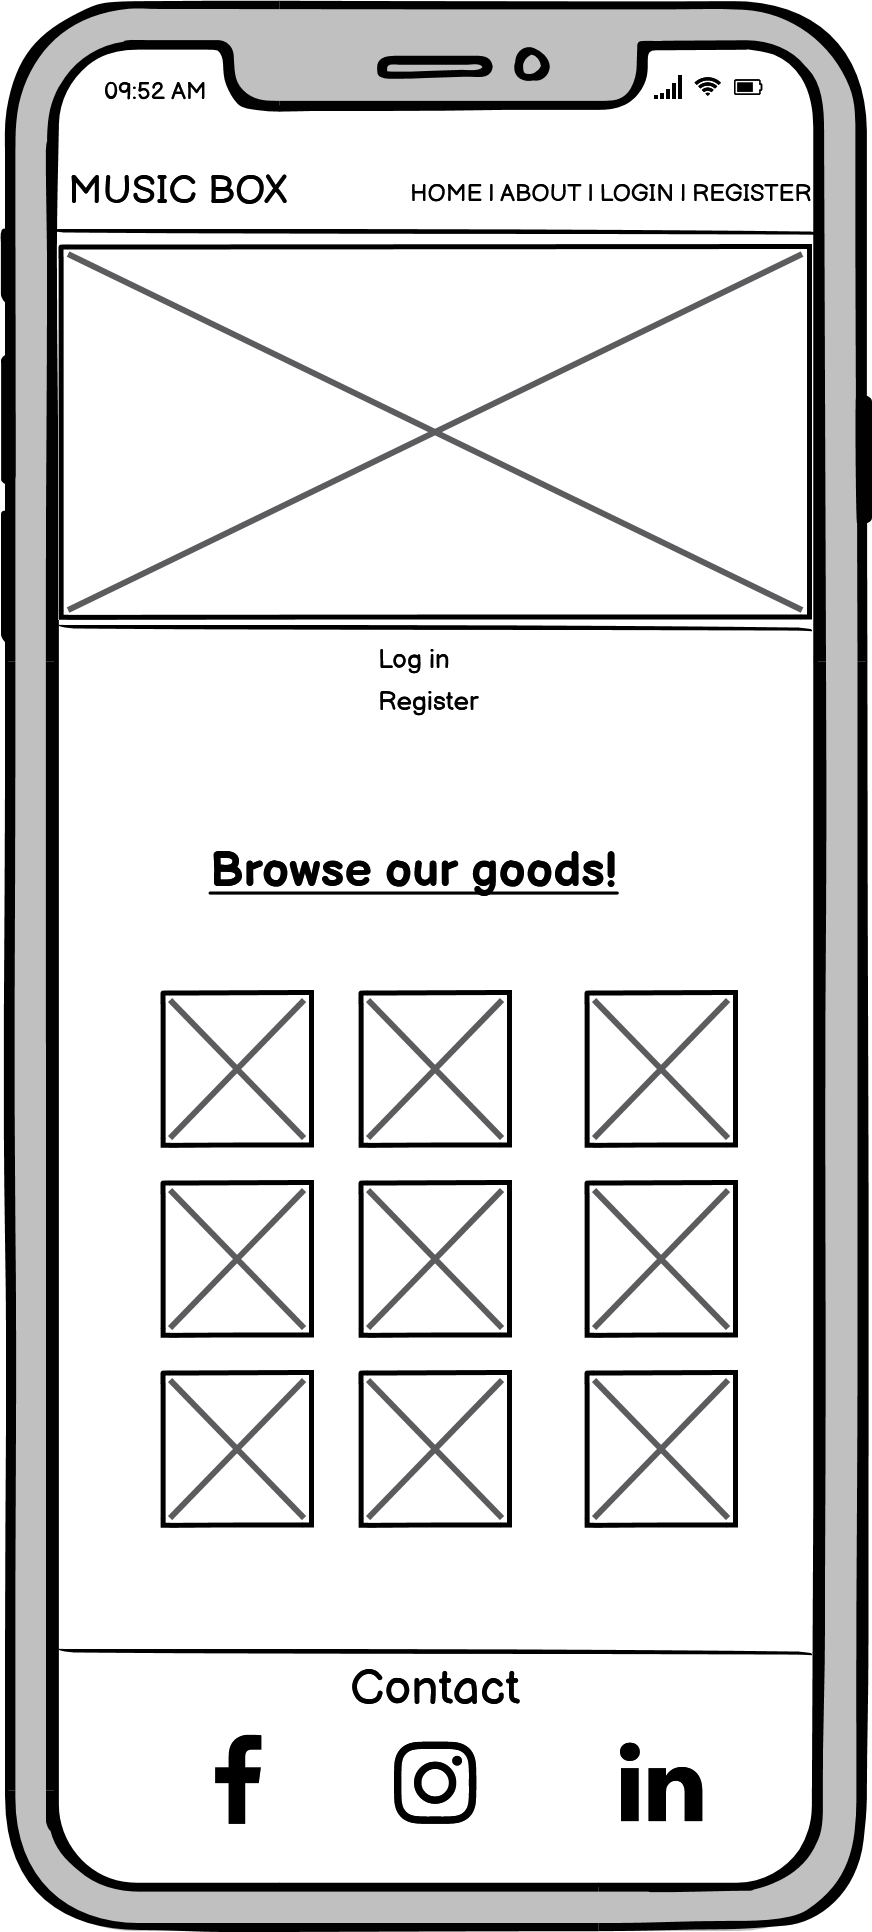 09:52 AM
MUSIC BOX
HOME | ABOUT | LOGIN | REGISTER
Log in
Register
Browse our goods!
Contact
f
in